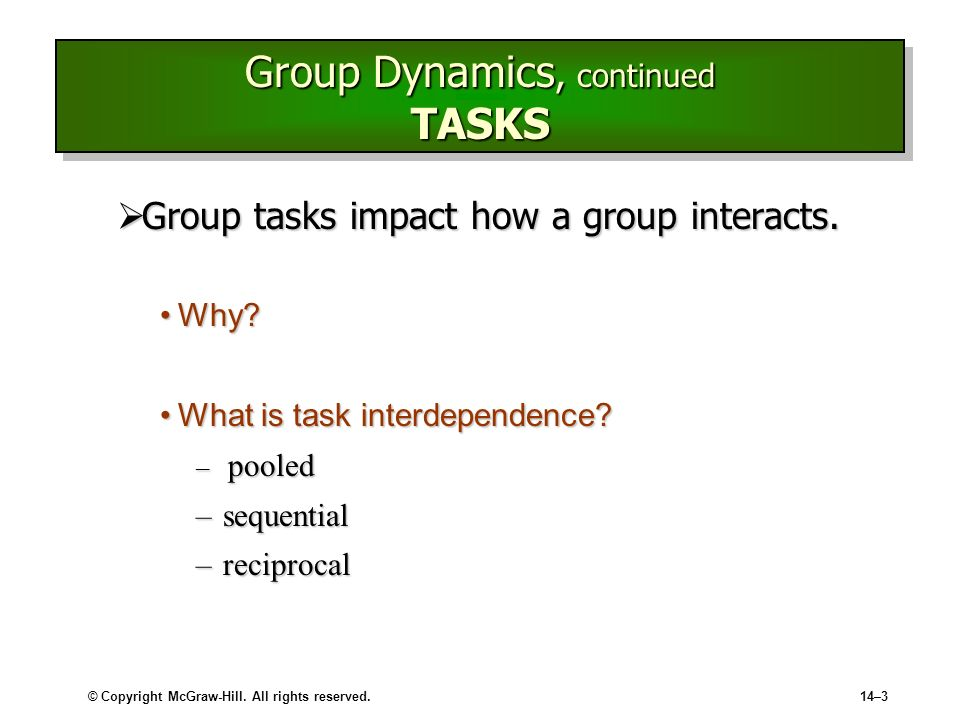 Group Dynamics, continued
TASKS
➢Group tasks impact how a group interacts.
• Why?
• What is task interdependence?
– pooled
– sequential
– reciprocal
© Copyright McGraw-Hill. All rights reserved. 14–3